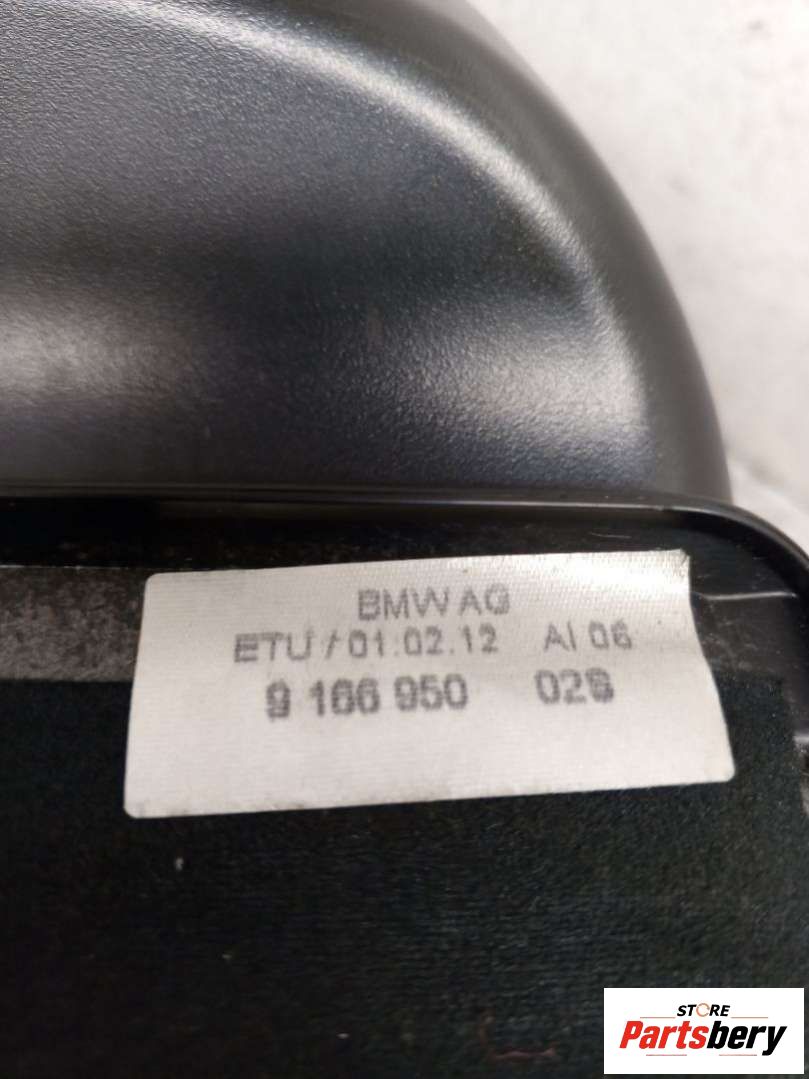 BMW AG
ETU / 01.02.12 AI 06
9 166 950 02S
STORE
Partsbery